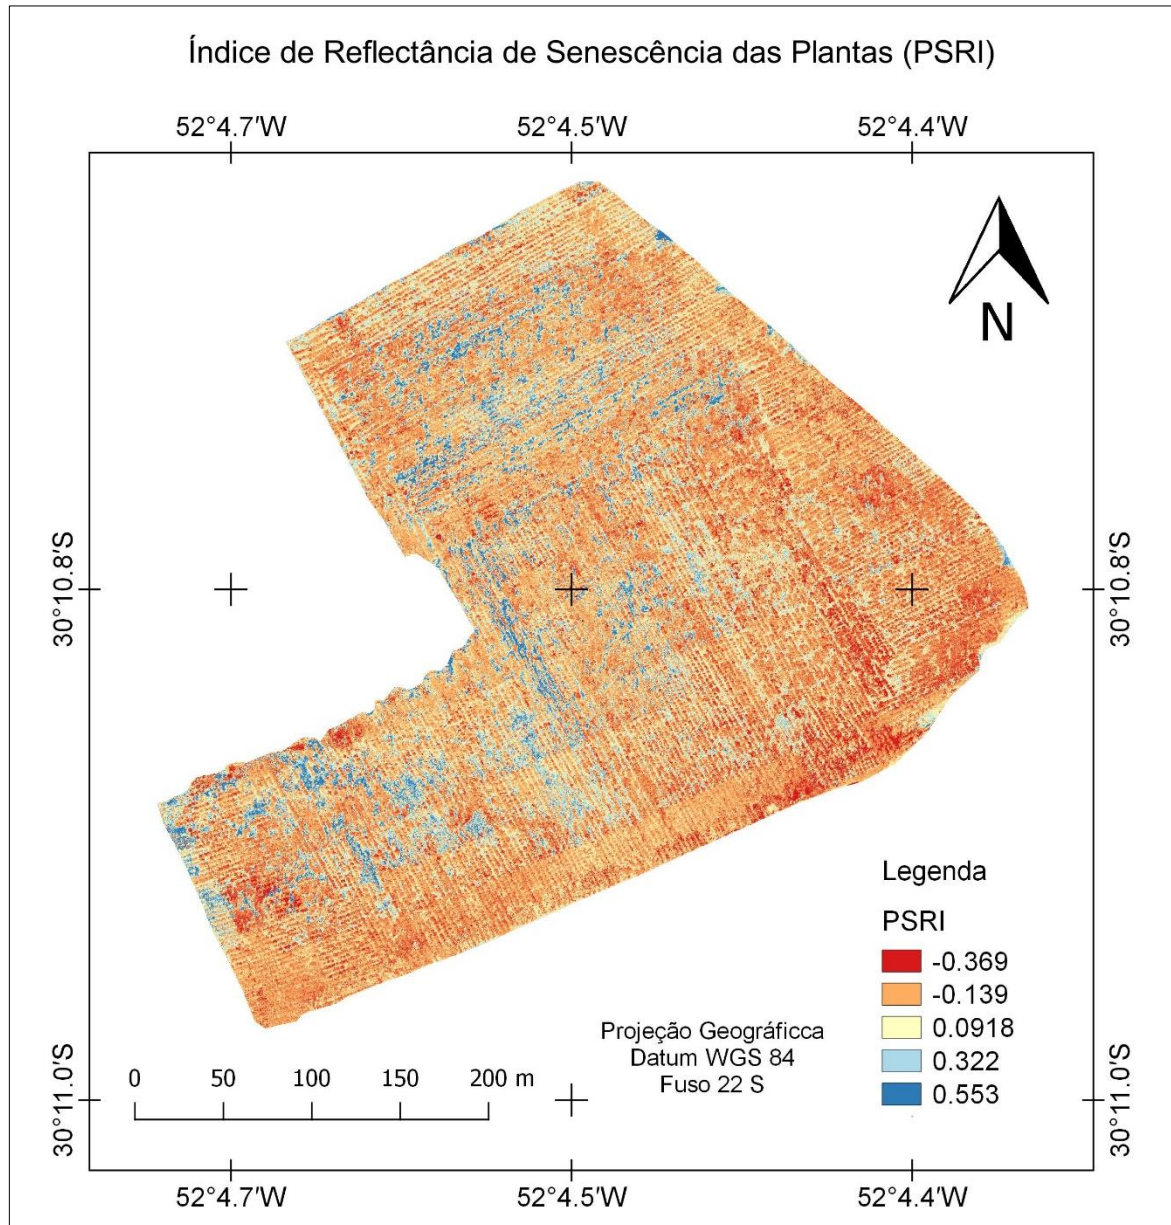 Índice de Reflectância de Senescência das Plantas (PSRI)
52°4.7′W 52°4.5′W 52°4.4′W
N
30°10.8′S 30°10.8′S
Legenda
PSRI
-0.369
-0.139
0.0918
0.322
0.553
Projeção Geográficca
Datum WGS 84
Fuso 22 S
0 50 100 150 200 m
30°11.0′S 30°11.0′S
52°4.7′W 52°4.5′W 52°4.4′W